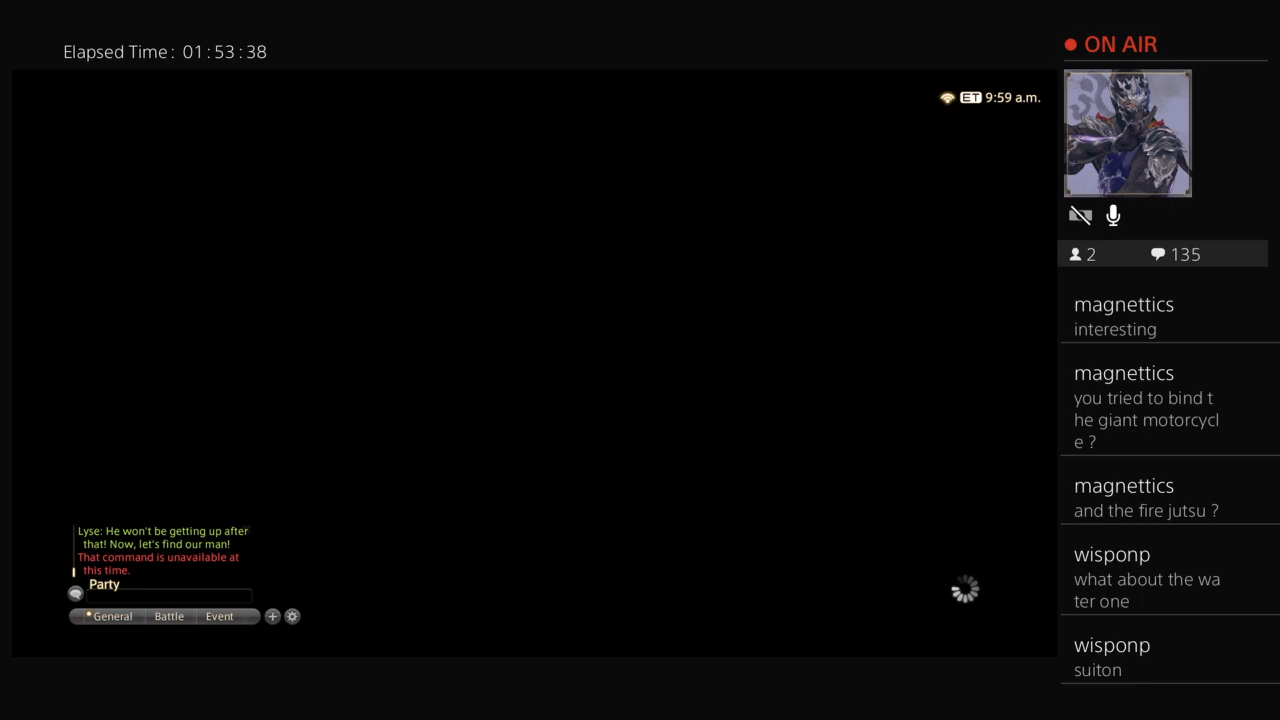 Elapsed Time: 01:53:38
ON AIR
ET 9:59 a.m.
2 135
magnettics
interesting
magnettics
you tried to bind t
he giant motorcycl
e ?
magnettics
and the fire jutsu ?
wisponp
what about the wa
ter one
wisponp
suiton
Lyse: He won't be getting up after
that! Now, let's find our man!
That command is unavailable at
this time.
Party
General Battle Event